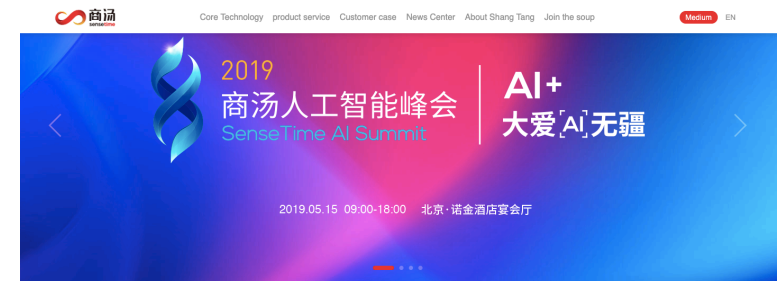 商汤
sensetime
Core Technology product service Customer case News Center About Shang Tang Join the soup
Medium EN
2019
商汤人工智能峰会
SenseTime AI Summit
AI+
大爱[AI]无疆
2019.05.15 09:00-18:00 北京·诺金酒店宴会厅